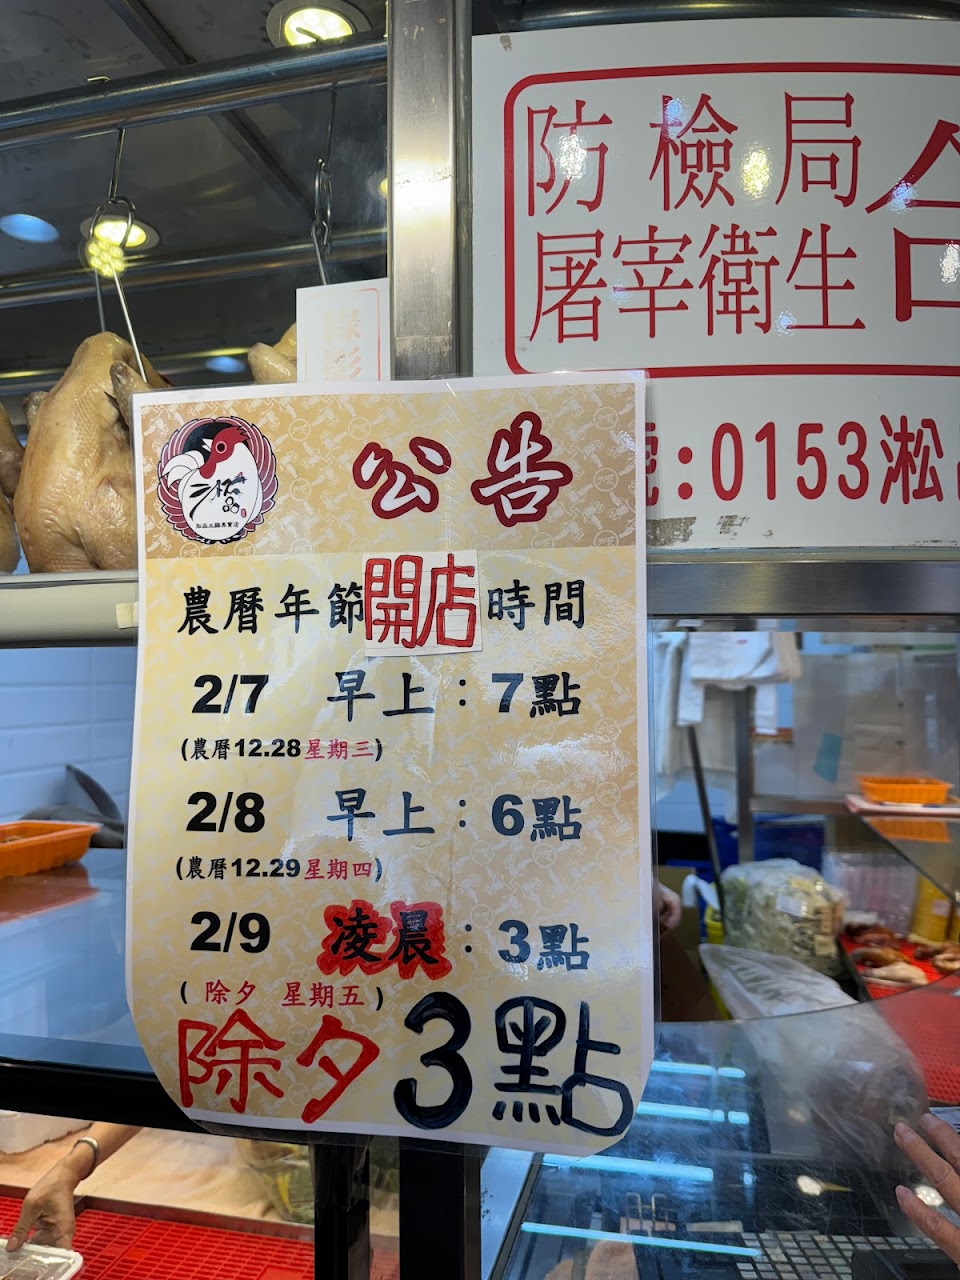 防檢局
屠宰衛生
號:0153淞
公告
農曆年節開店時間
2/7 早上：7點
(農曆12.28星期三)
2/8 早上：6點
(農曆12.29星期四)
2/9 凌晨：3點
( 除夕 星期五 )
除夕3點